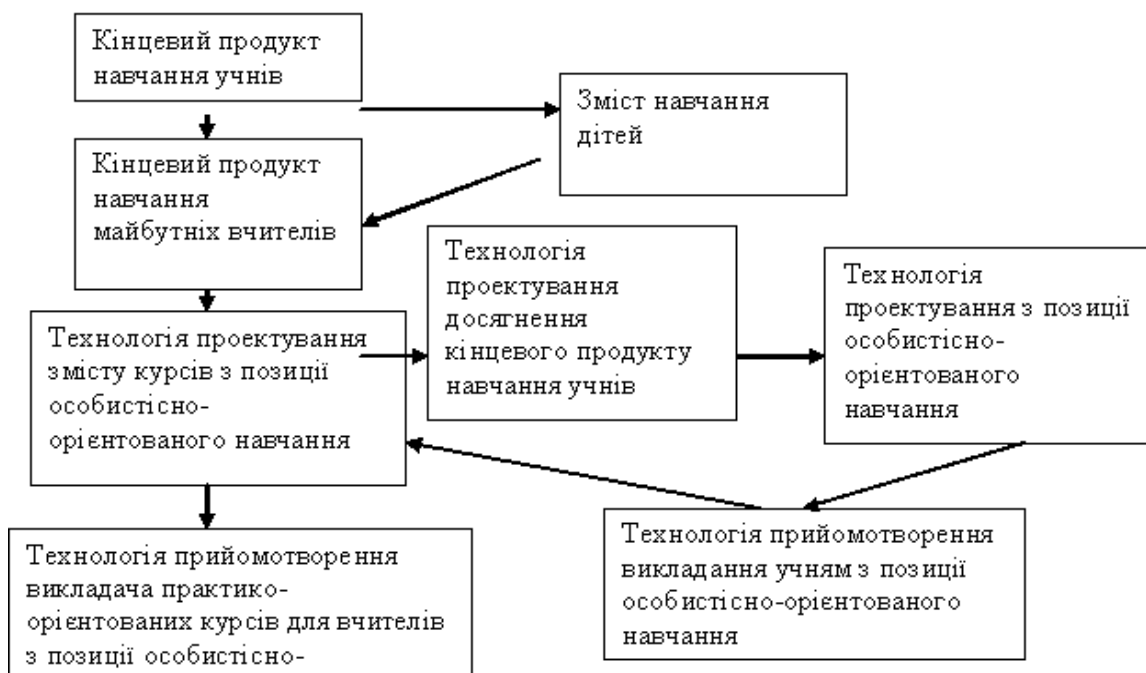 Кінцевий продукт
навчання учнів
Зміст навчання
дітей
Кінцевий продукт
навчання
майбутніх вчителів
Технологія
проектування
досягнення
кінцевого продукту
навчання учнів
Технологія
проектування з позиції
особистісно-
орієнтованого
навчання
Технологія проектування
змісту курсів з позиції
особистісно-
орієнтованого навчання
Технологія прийомотворення
викладання учням з позиції
особистісно-орієнтованого
навчання
Технологія прийомотворення
викладача практико-
орієнтованих курсів для вчителів
з позиції особистісно-